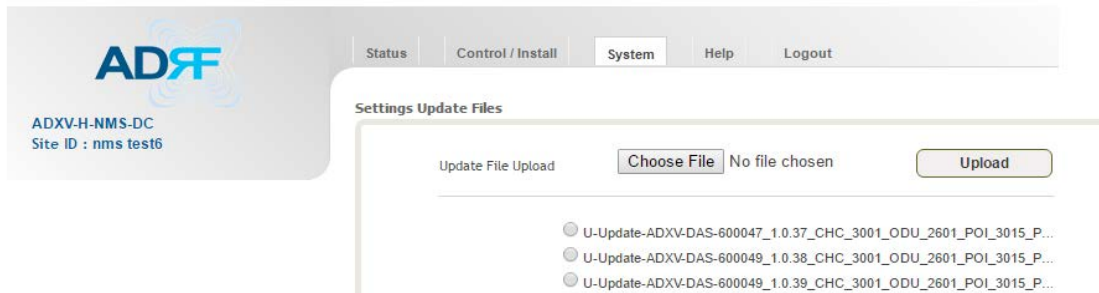 ADRF
Status Control / Install System Help Logout
ADXV-H-NMS-DC
Site ID : nms test6
Settings Update Files
Update File Upload Choose File No file chosen Upload
U-Update-ADXV-DAS-600047_1.0.37_CHC_3001_ODU_2601_POI_3015_P...
U-Update-ADXV-DAS-600049_1.0.38_CHC_3001_ODU_2601_POI_3015_P...
U-Update-ADXV-DAS-600049_1.0.39_CHC_3001_ODU_2601_POI_3015_P...